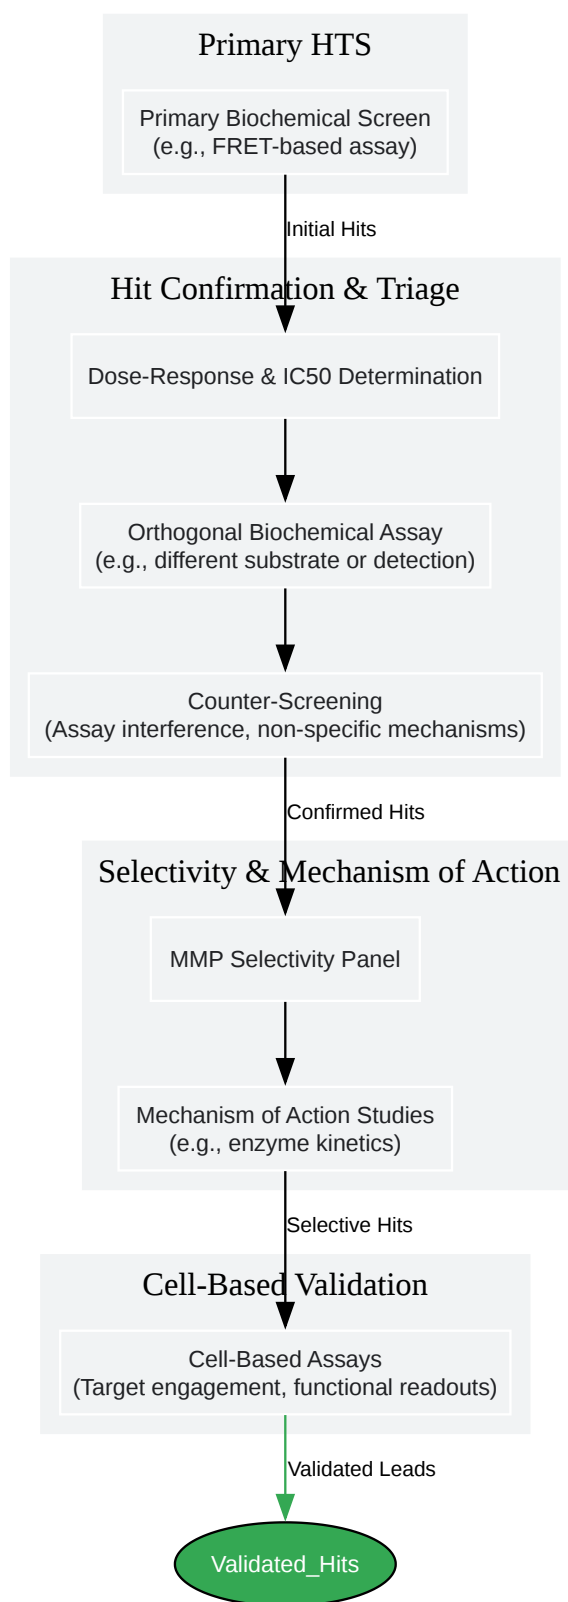 Primary HTS
Primary Biochemical Screen
(e.g., FRET-based assay)
Initial Hits
Hit Confirmation & Triage
Dose-Response & IC50 Determination
Orthogonal Biochemical Assay
(e.g., different substrate or detection)
Counter-Screening
(Assay interference, non-specific mechanisms)
Confirmed Hits
Selectivity & Mechanism of Action
MMP Selectivity Panel
Mechanism of Action Studies
(e.g., enzyme kinetics)
Selective Hits
Cell-Based Validation
Cell-Based Assays
(Target engagement, functional readouts)
Validated Leads
Validated_Hits